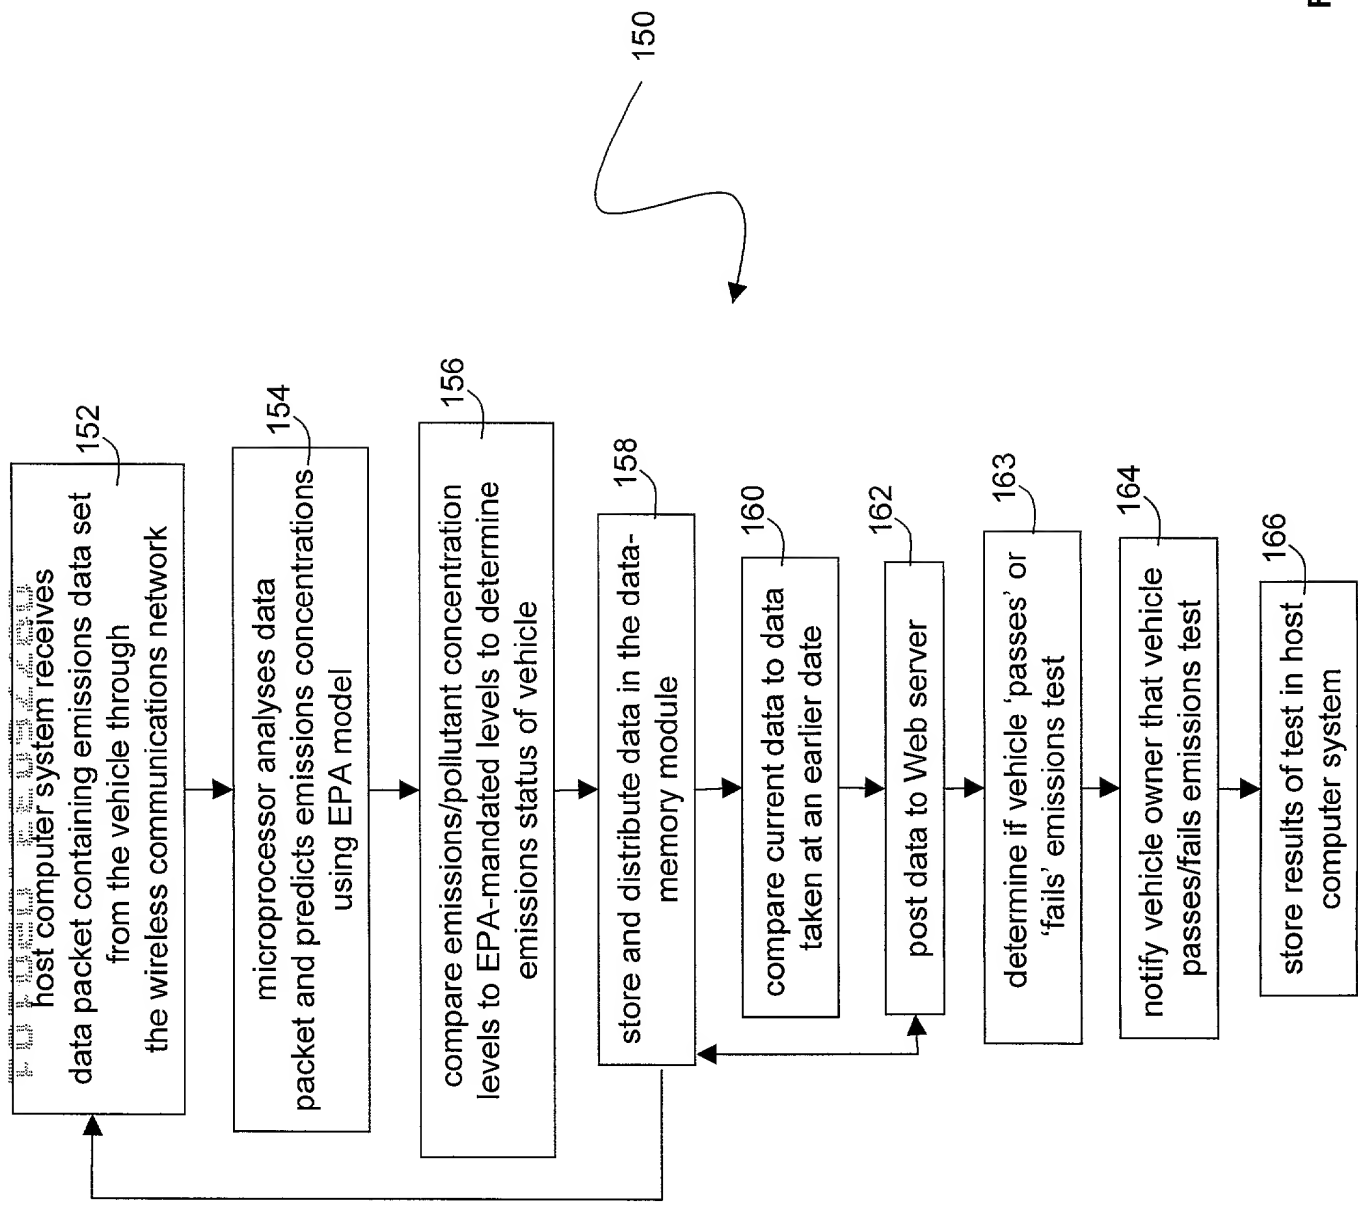 150
host computer system receives
data packet containing emissions data set
from the vehicle through
the wireless communications network
152
microprocessor analyses data
packet and predicts emissions concentrations
using EPA model
154
compare emissions/pollutant concentration
levels to EPA-mandated levels to determine
emissions status of vehicle
156
store and distribute data in the data-
memory module
158
compare current data to data
taken at an earlier date
160
post data to Web server
162
determine if vehicle 'passes' or
'fails' emissions test
163
notify vehicle owner that vehicle
passes/fails emissions test
164
store results of test in host
computer system
166